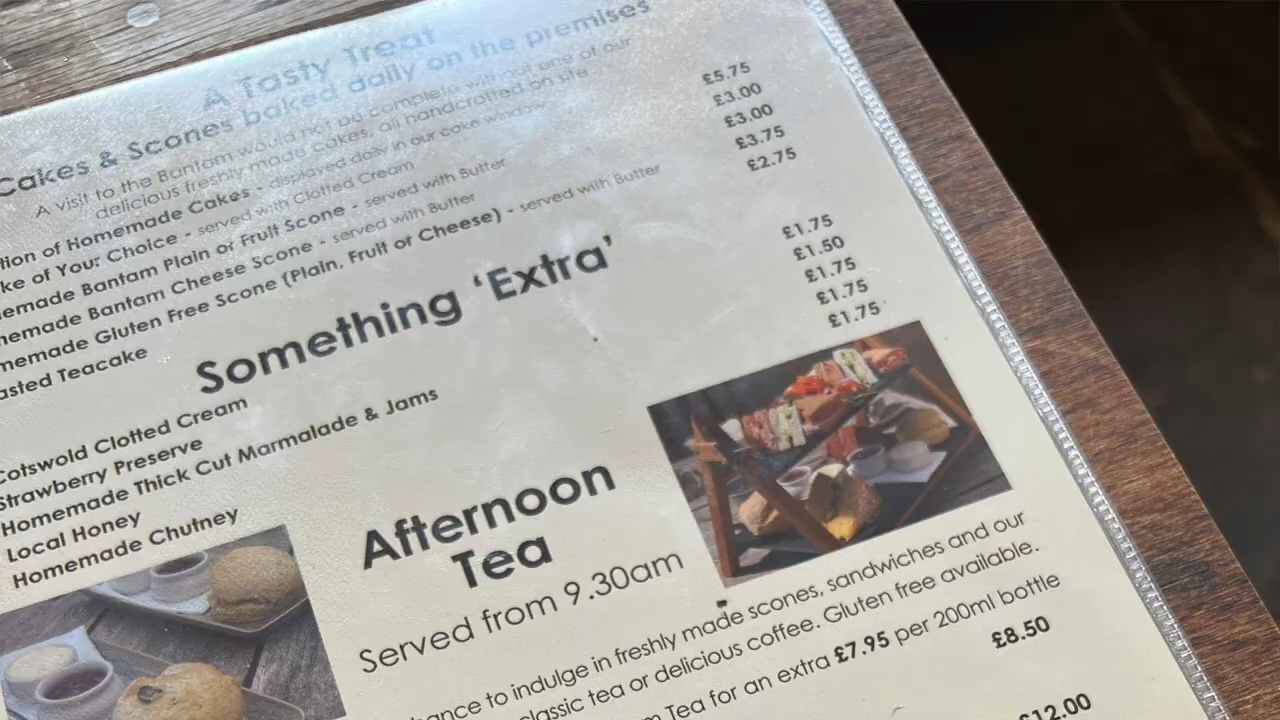 A Tasty Treat
Cakes & Scones baked daily on the premises
A visit to the Bantam would not be complete without one of our
delicious freshly made cakes, all handcrafted on site
tion of Homemade Cakes - displayed daily in our cake window
ke of Your Choice - served with Clotted Cream £5.75
emade Bantam Plain or Fruit Scone - served with Butter £3.00
memade Bantam Cheese Scone - served with Butter £3.00
memade Gluten Free Scone (Plain, Fruit or Cheese) - served with Butter £3.75
asted Teacake £2.75
Something ‘Extra’
Cotswold Clotted Cream £1.75
Strawberry Preserve £1.50
Homemade Thick Cut Marmalade & Jams £1.75
Local Honey £1.75
Homemade Chutney £1.75
Afternoon
Tea
Served from 9.30am
hance to indulge in freshly made scones, sandwiches and our
classic tea or delicious coffee. Gluten free available.
m Tea for an extra £7.95 per 200ml bottle
£8.50
£12.00